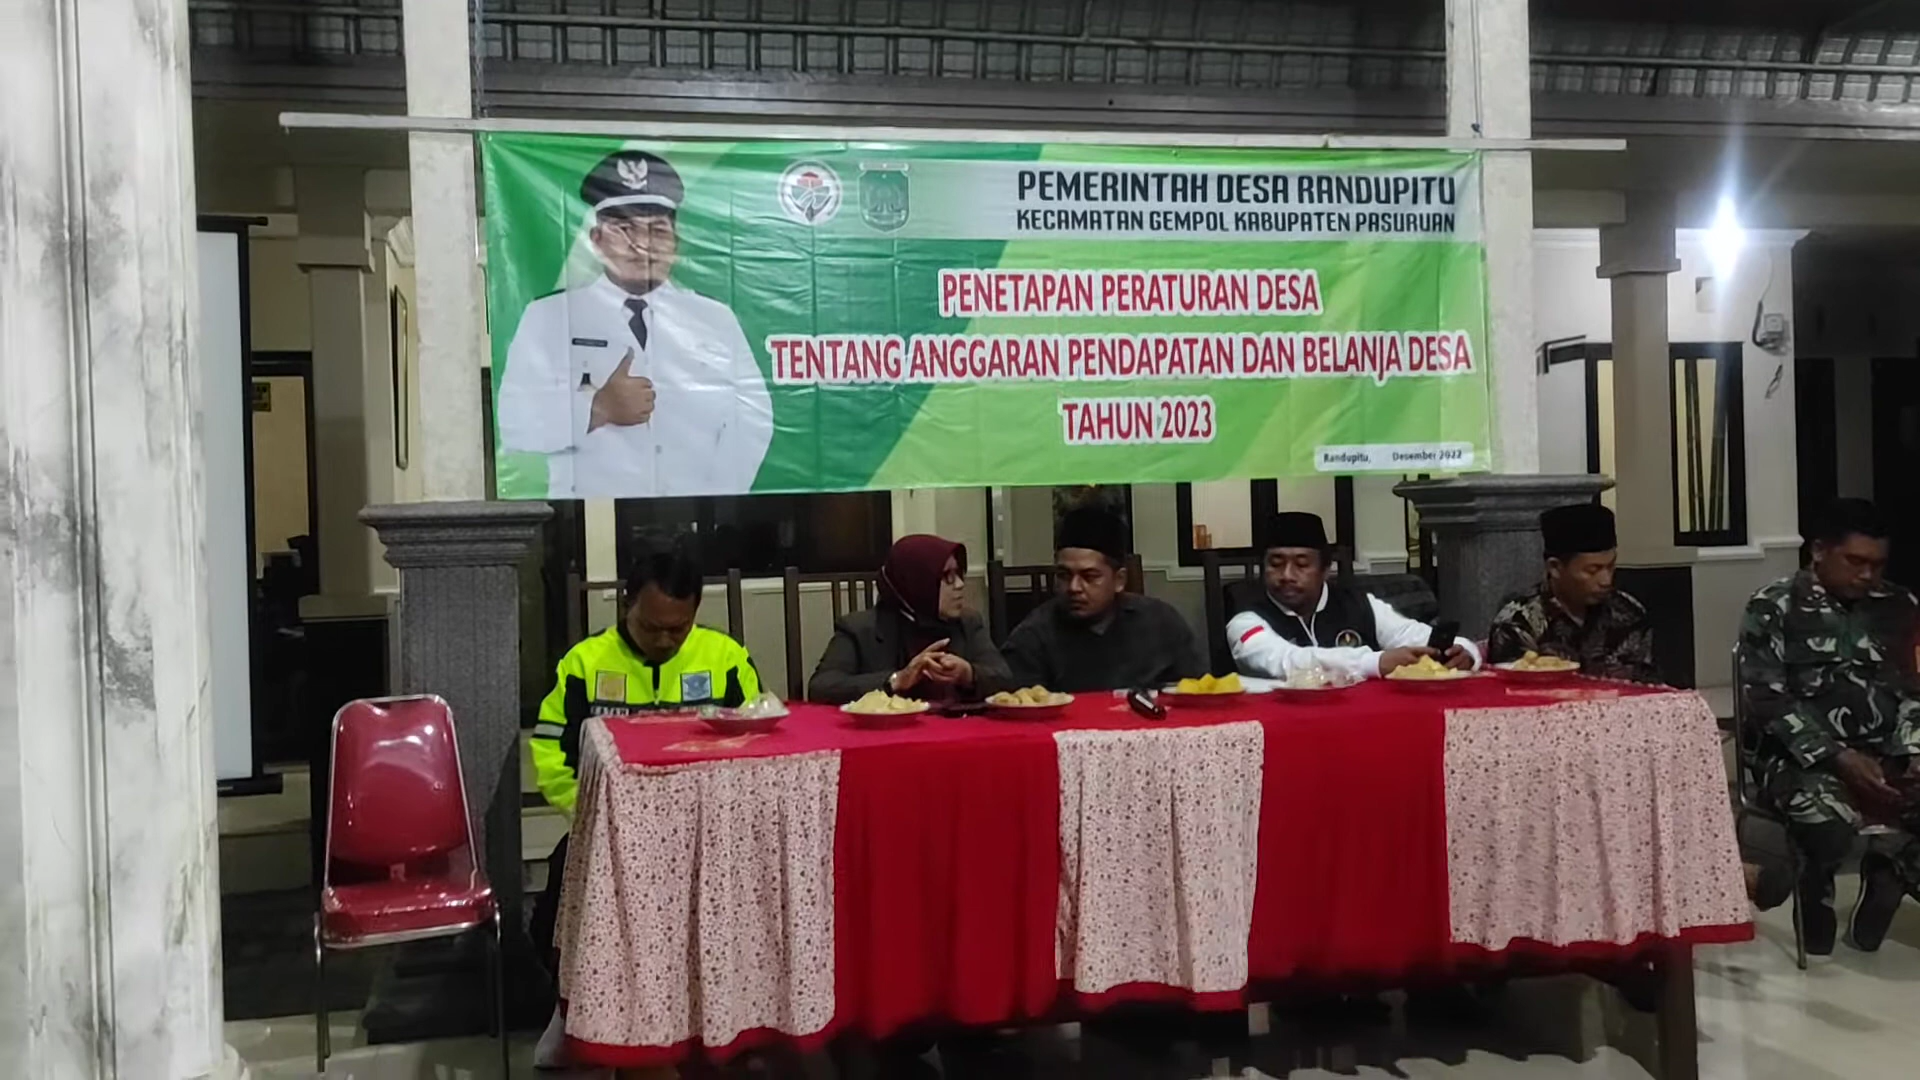 PEMERINTAH DESA RANDUPITU
KECAMATAN GEMPOL KABUPATEN PASURUAN
PENETAPAN PERATURAN DESA
TENTANG ANGGARAN PENDAPATAN DAN BELANJA DESA
TAHUN 2023
Randupitu, Desember 2022